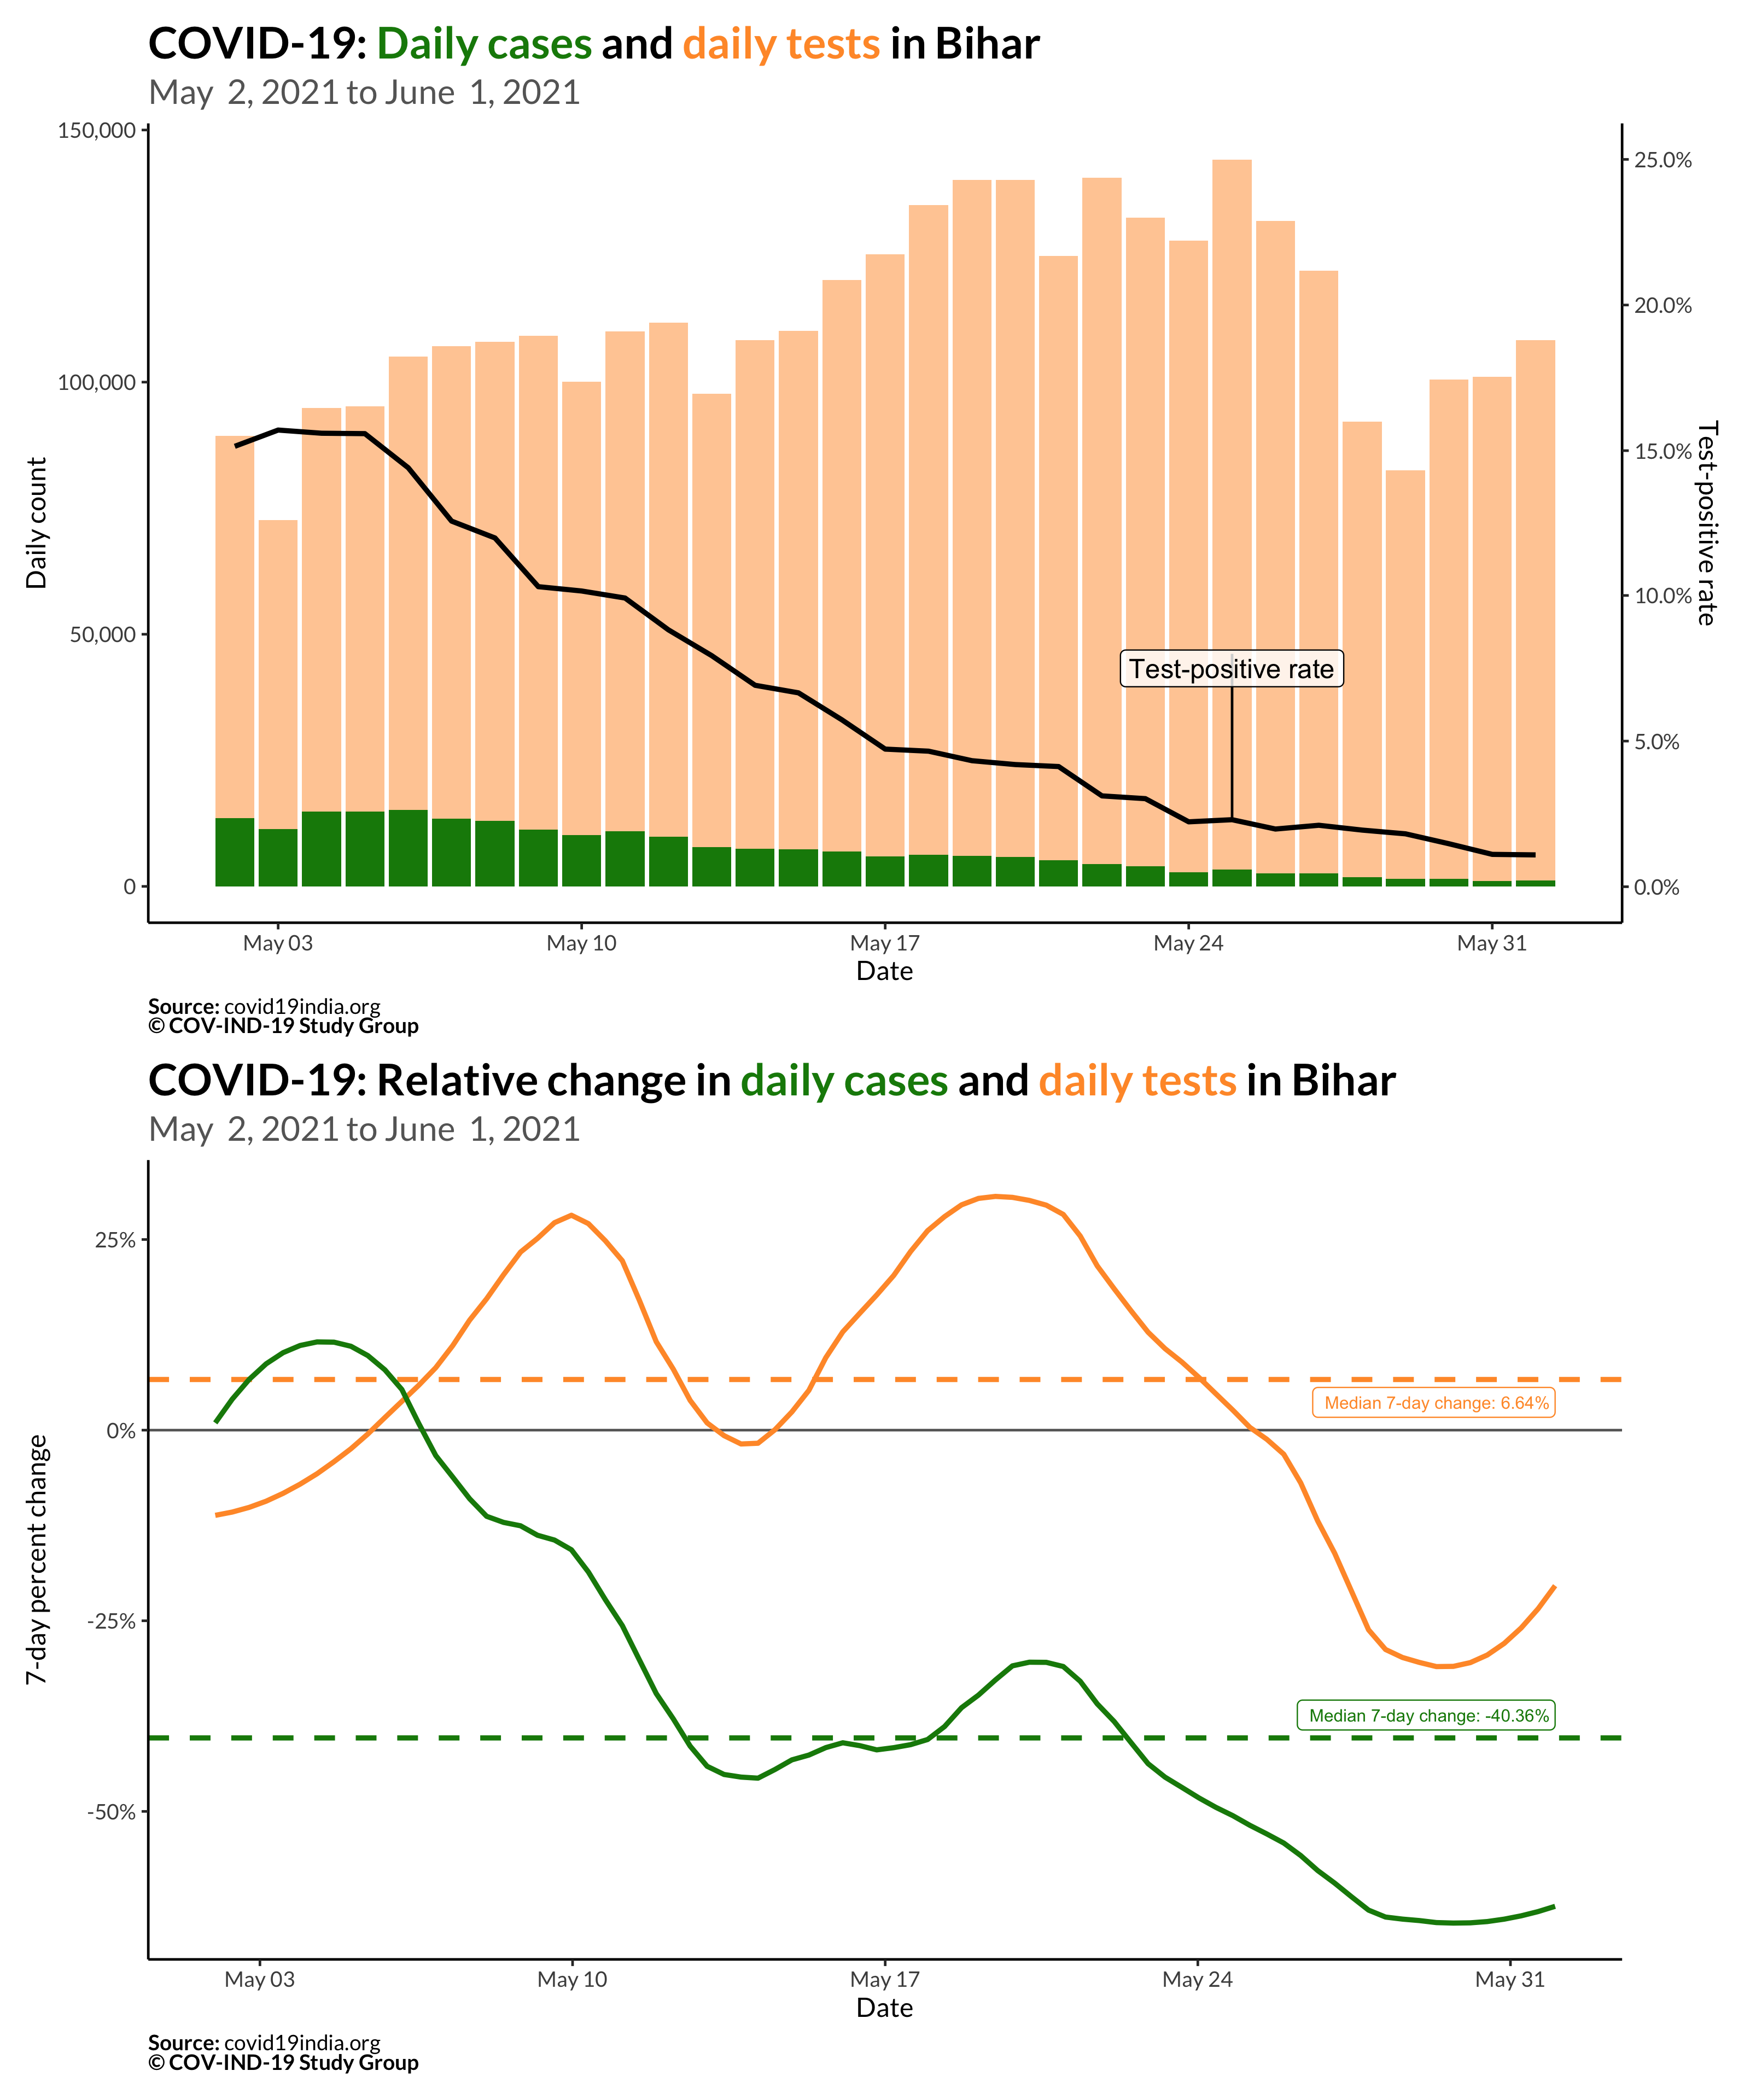 COVID-19: Daily cases and daily tests in Bihar
May 2, 2021 to June 1, 2021
150,000
100,000
50,000
0
Daily count
25.0%
20.0%
15.0%
10.0%
5.0%
0.0%
Test-positive rate
Test-positive rate
May 03
May 10
May 17
May 24
May 31
Date
Source: covid19india.org
© COV-IND-19 Study Group
COVID-19: Relative change in daily cases and daily tests in Bihar
May 2, 2021 to June 1, 2021
25%
0%
-25%
-50%
7-day percent change
Median 7-day change: 6.64%
Median 7-day change: -40.36%
May 03
May 10
May 17
May 24
May 31
Date
Source: covid19india.org
© COV-IND-19 Study Group